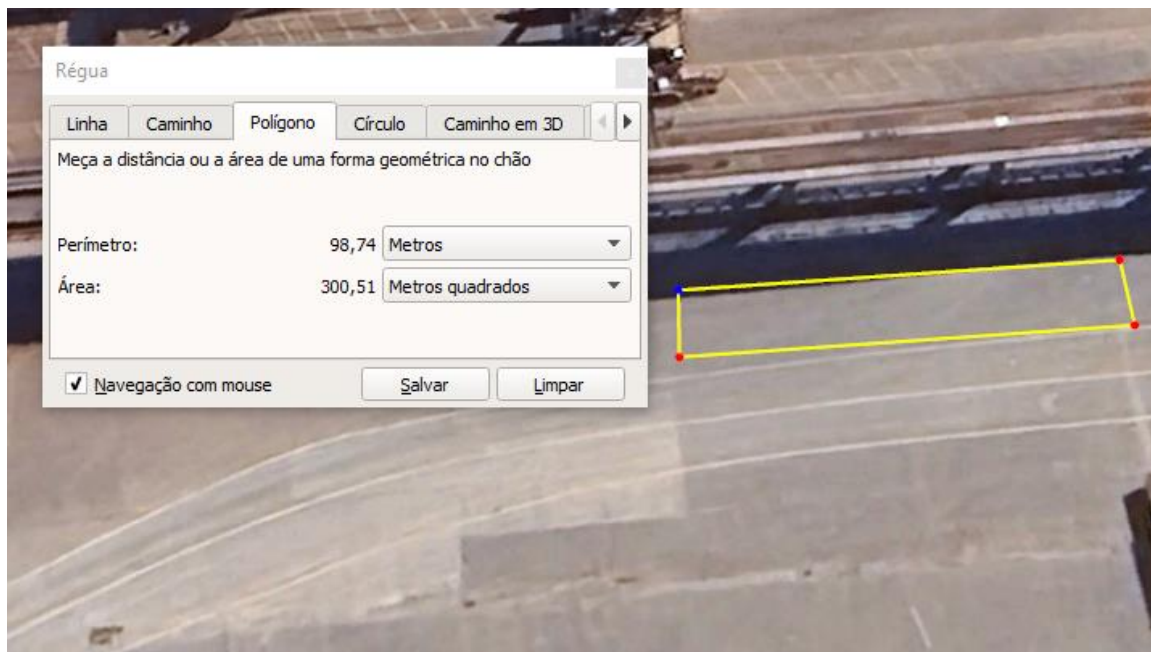 Régua
Linha Caminho Polígono Círculo Caminho em 3D
Meça a distância ou a área de uma forma geométrica no chão
Perímetro: 98,74 Metros
Área: 300,51 Metros quadrados
Navegação com mouse Salvar Limpar